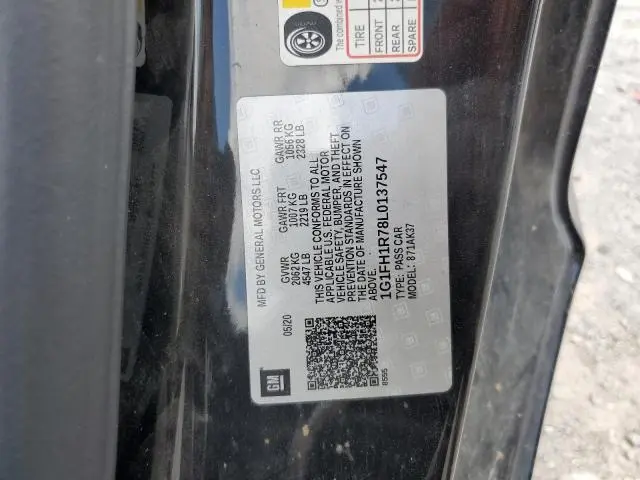 The combined
TIRE
FRONT
REAR
SPARE
MFD BY GENERAL MOTORS LLC
05/20 GVWR GAWR FRT GAWR RR
2062 KG 1007 KG 1056 KG
4547 LB 2219 LB 2328 LB
THIS VEHICLE CONFORMS TO ALL
APPLICABLE U.S. FEDERAL MOTOR
VEHICLE SAFETY, BUMPER, AND THEFT
PREVENTION STANDARDS IN EFFECT ON
THE DATE OF MANUFACTURE SHOWN
ABOVE.
1G1FH1R78L0137547
TYPE: PASS CAR
MODEL: 871AK37
GM
8595